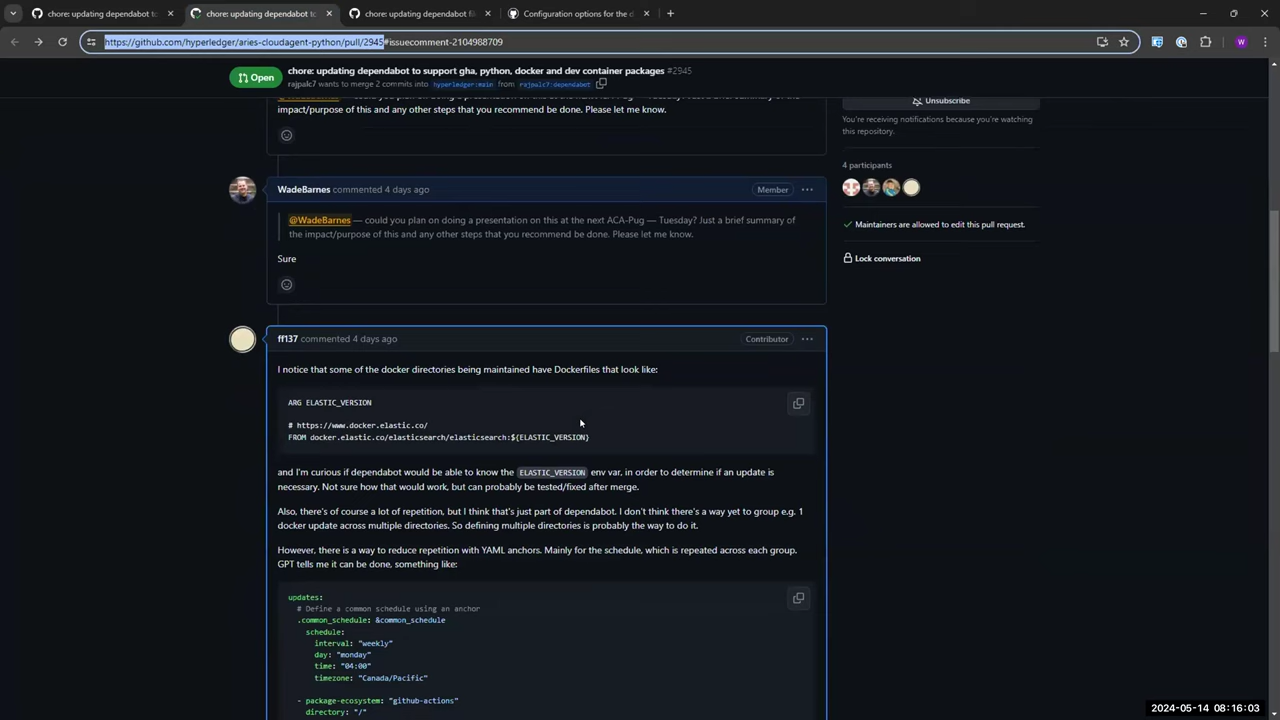 chore: updating dependabot to
chore: updating dependabot to
chore: updating dependabot fi
Configuration options for the d
https://github.com/hyperledger/aries-cloudagent-python/pull/2945#issuecomment-2104988709
W
Open
chore: updating dependabot to support gha, python, docker and dev container packages #2945
rajpalc7 wants to merge 2 commits into hyperledger:main from rajpalc7:dependabot
impact/purpose of this and any other steps that you recommend be done. Please let me know.
Unsubscribe
You're receiving notifications because you're watching
this repository.
4 participants
Maintainers are allowed to edit this pull request.
Lock conversation
WadeBarnes commented 4 days ago
Member
@WadeBarnes — could you plan on doing a presentation on this at the next ACA-Pug — Tuesday? Just a brief summary of
the impact/purpose of this and any other steps that you recommend be done. Please let me know.
Sure
ff137 commented 4 days ago
Contributor
I notice that some of the docker directories being maintained have Dockerfiles that look like:
ARG ELASTIC_VERSION
# https://www.docker.elastic.co/
FROM docker.elastic.co/elasticsearch/elasticsearch:${ELASTIC_VERSION}
and I'm curious if dependabot would be able to know the ELASTIC_VERSION env var, in order to determine if an update is
necessary. Not sure how that would work, but can probably be tested/fixed after merge.
Also, there's of course a lot of repetition, but I think that's just part of dependabot. I don't think there's a way yet to group e.g. 1
docker update across multiple directories. So defining multiple directories is probably the way to do it.
However, there is a way to reduce repetition with YAML anchors. Mainly for the schedule, which is repeated across each group.
GPT tells me it can be done, something like:
updates:
# Define a common schedule using an anchor
.common_schedule: &common_schedule
schedule:
interval: "weekly"
day: "monday"
time: "04:00"
timezone: "Canada/Pacific"
- package-ecosystem: "github-actions"
directory: "/"
2024-05-14 08:16:03